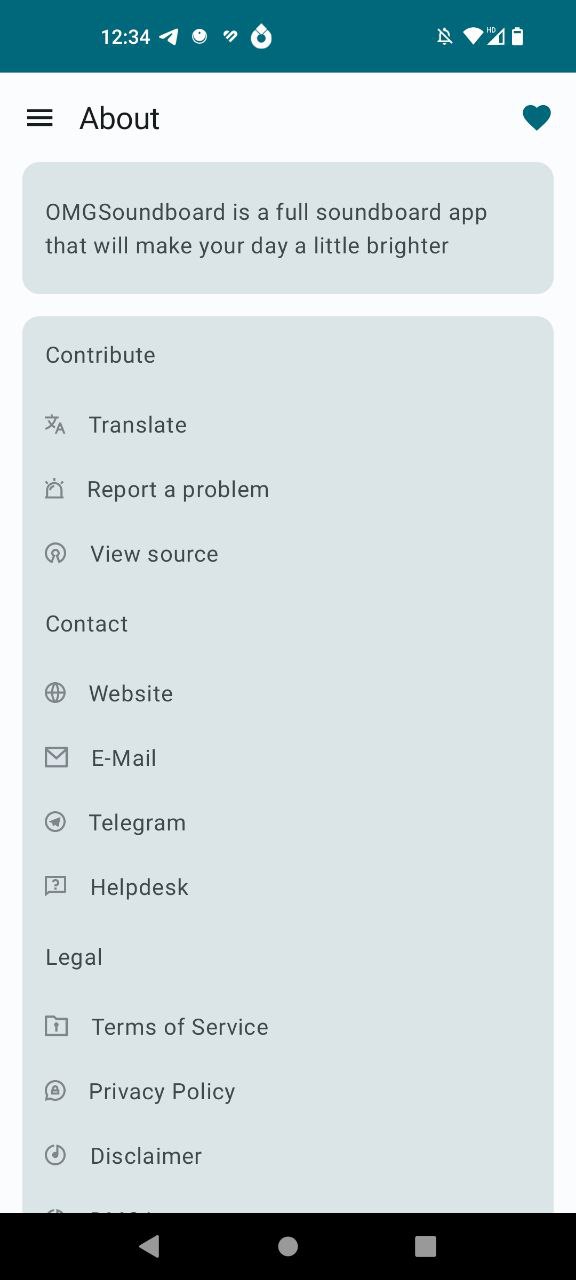 12:34
HD
About
OMGSoundboard is a full soundboard app
that will make your day a little brighter
Contribute
Translate
Report a problem
View source
Contact
Website
E-Mail
Telegram
Helpdesk
Legal
Terms of Service
Privacy Policy
Disclaimer